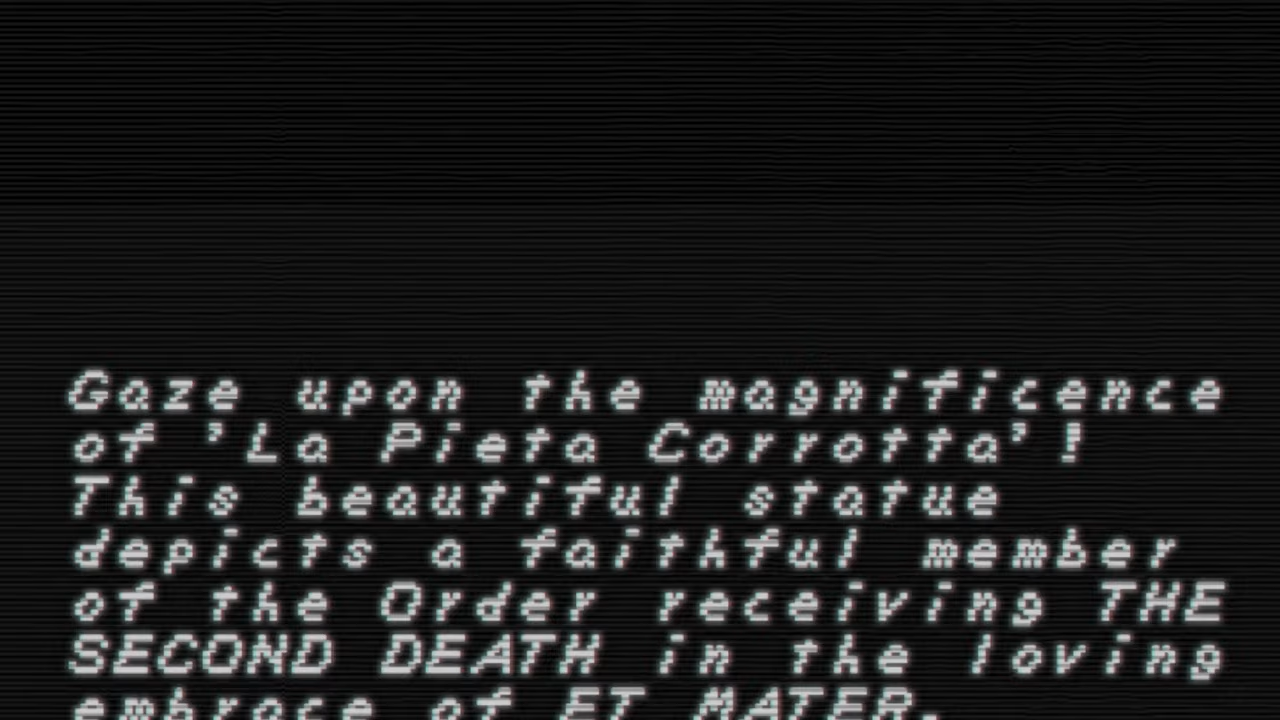 Gaze upon the magnificence
of 'La Pieta Corrotta'!
This beautiful statue
depicts a faithful member
of the Order receiving THE
SECOND DEATH in the loving
embrace of ET MATER.